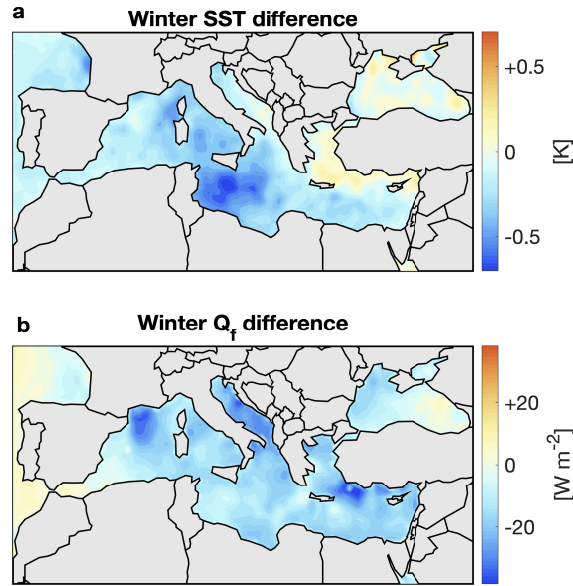 a
Winter SST difference
+0.5
0
-0.5
[K]
b
Winter Qf difference
+20
0
-20
[W m-2]